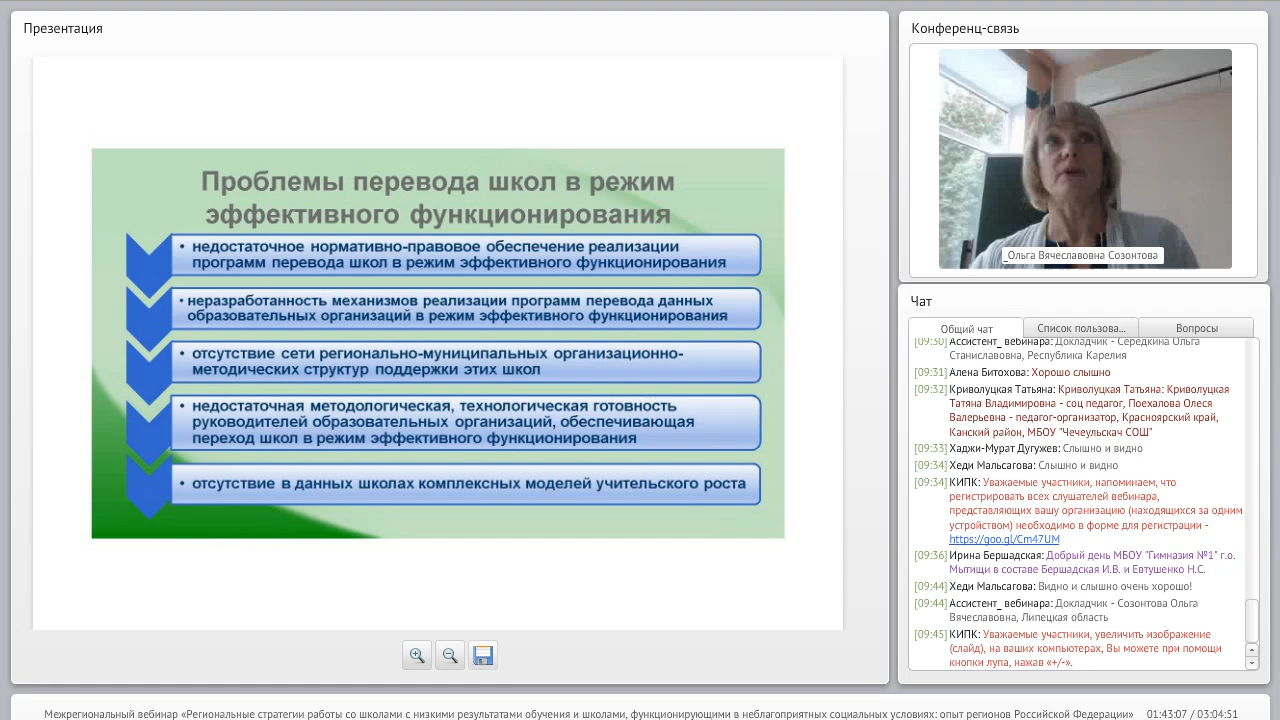 Презентация
Проблемы перевода школ в режим
эффективного функционирования
• недостаточное нормативно-правовое обеспечение реализации
программ перевода школ в режим эффективного функционирования
• неразработанность механизмов реализации программ перевода данных
образовательных организаций в режим эффективного функционирования
• отсутствие сети регионально-муниципальных организационно-
методических структур поддержки этих школ
• недостаточная методологическая, технологическая готовность
руководителей образовательных организаций, обеспечивающая
переход школ в режим эффективного функционирования
• отсутствие в данных школах комплексных моделей учительского роста
Конференц-связь
_Ольга Вячеславовна Созонтова
Чат
Общий чат
Список пользова...
Вопросы
[09:30] Ассистент_ вебинара: Докладчик - Середкина Ольга
Станиславовна, Республика Карелия
[09:31] Алена Битохова: Хорошо слышно
[09:32] Криволуцкая Татьяна: Криволуцкая Татьяна: Криволуцкая
Татяна Владимировна - соц педагог, Поехалова Олеся
Валерьевна - педагог-организатор, Красноярский край,
Канский район, МБОУ "Чечеульскач СОШ"
[09:33] Хаджи-Мурат Дугужев: Слышно и видно
[09:34] Хеди Мальсагова: Слышно и видно
[09:34] КИПК: Уважаемые участники, напоминаем, что
регистрировать всех слушателей вебинара,
представляющих вашу организацию (находящихся за одним
устройством) необходимо в форме для регистрации -
https://goo.gl/Cm47UM
[09:36] Ирина Бершадская: Добрый день МБОУ "Гимназия №1" г.о.
Мытищи в составе Бершадская И.В. и Евтушенко Н.С.
[09:44] Хеди Мальсагова: Видно и слышно очень хорошо!
[09:44] Ассистент_ вебинара: Докладчик - Созонтова Ольга
Вячеславовна, Липецкая область
[09:45] КИПК: Уважаемые участники, увеличить изображение
(слайд), на ваших компьютерах, Вы можете при помощи
кнопки лупа, нажав «+/-».
Межрегиональный вебинар «Региональные стратегии работы со школами с низкими результатами обучения и школами, функционирующими в неблагоприятных социальных условиях: опыт регионов Российской Федерации» 01:43:07 / 03:04:51